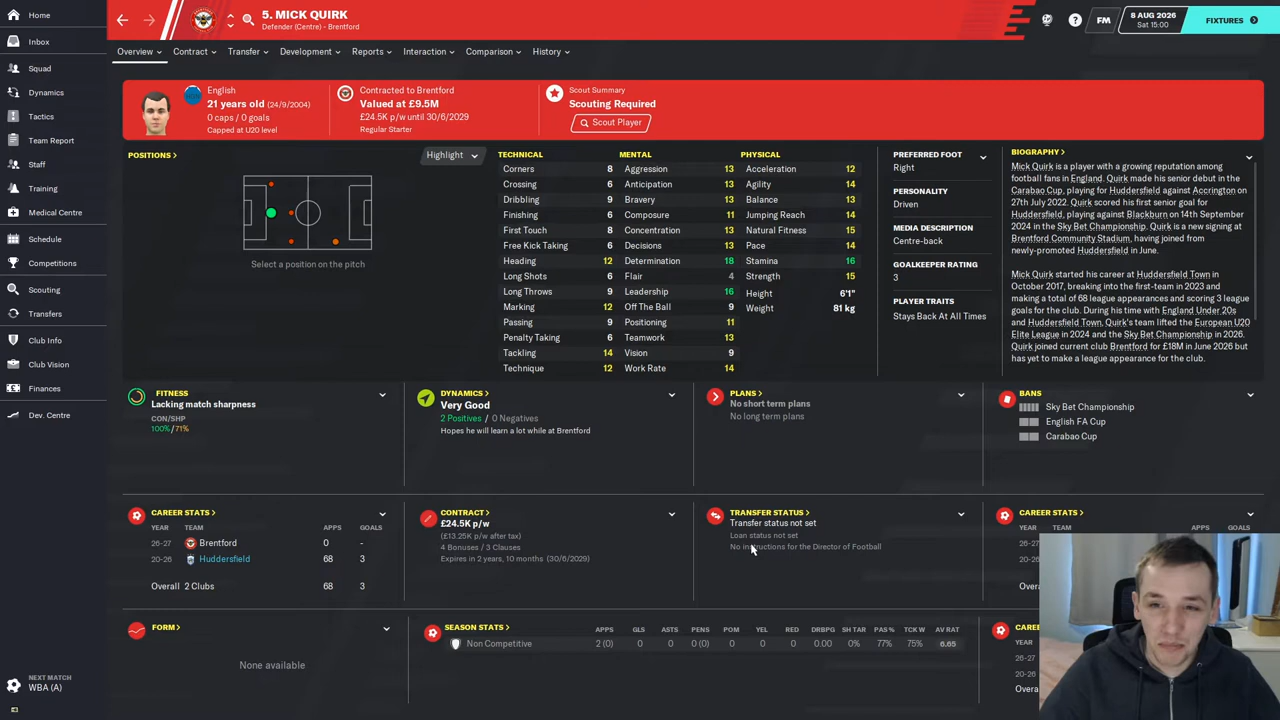 Home
Inbox
Squad
Dynamics
Tactics
Team Report
Staff
Training
Medical Centre
Schedule
Competitions
Scouting
Transfers
Club Info
Club Vision
Finances
Dev. Centre
NEXT MATCH
WBA (A)
5. MICK QUIRK
Defender (Centre) - Brentford
FM
8 AUG 2026
Sat 15:00
FIXTURES
Overview Contract Transfer Development Reports Interaction Comparison History
English
21 years old (24/9/2004)
0 caps / 0 goals
Capped at U20 level
Contracted to Brentford
Valued at £9.5M
£24.5K p/w until 30/6/2029
Regular Starter
Scout Summary
Scouting Required
Scout Player
POSITIONS
Highlight
Select a position on the pitch
TECHNICAL
Corners 8
Crossing 6
Dribbling 9
Finishing 6
First Touch 8
Free Kick Taking 6
Heading 12
Long Shots 6
Long Throws 9
Marking 12
Passing 9
Penalty Taking 6
Tackling 14
Technique 12
MENTAL
Aggression 13
Anticipation 13
Bravery 13
Composure 11
Concentration 13
Decisions 13
Determination 18
Flair 4
Leadership 16
Off The Ball 9
Positioning 11
Teamwork 13
Vision 9
Work Rate 14
PHYSICAL
Acceleration 12
Agility 14
Balance 13
Jumping Reach 14
Natural Fitness 15
Pace 14
Stamina 16
Strength 15
Height 6'1"
Weight 81 kg
PREFERRED FOOT
Right
PERSONALITY
Driven
MEDIA DESCRIPTION
Centre-back
GOALKEEPER RATING
3
PLAYER TRAITS
Stays Back At All Times
BIOGRAPHY
Mick Quirk is a player with a growing reputation
among football fans in England. Quirk made his senior debut in the
Carabao Cup, playing for Huddersfield against Accrington on
27th July 2022. Quirk scored his first senior goal for
Huddersfield, playing against Blackburn on 14th September
2024 in the Sky Bet Championship. Quirk is a new signing at
Brentford Community Stadium, having joined from
newly-promoted Huddersfield in June.
Mick Quirk started his career at Huddersfield Town in
October 2017, breaking into the first-team in 2023 and
making a total of 68 league appearances and scoring 3 league
goals for the club. During his time with England Under 20s
and Huddersfield Town, Quirk's team lifted the European U20
Elite League in 2024 and the Sky Bet Championship in 2026.
Quirk joined current club Brentford for £18M in June 2026 but
has yet to make a league appearance for the club.
FITNESS
Lacking match sharpness
CON/SHP
100%/71%
DYNAMICS
Very Good
2 Positives / 0 Negatives
Hopes he will learn a lot while at Brentford
PLANS
No short term plans
No long term plans
BANS
Sky Bet Championship
English FA Cup
Carabao Cup
CAREER STATS
YEAR TEAM APPS GOALS
26-27 Brentford 0 -
20-26 Huddersfield 68 3
Overall 2 Clubs 68 3
CONTRACT
£24.5K p/w
(£13.25K p/w after tax)
4 Bonuses / 3 Clauses
Expires in 2 years, 10 months (30/6/2029)
TRANSFER STATUS
Transfer status not set
Loan status not set
No instructions for the Director of Football
CAREER STATS
YEAR TEAM APPS GOALS
26-27
20-26
FORM
None available
SEASON STATS
APPS GLS ASTS PENS POM YEL RED DRBPG SH TAR PAS % TCK W AV RAT
Non Competitive 2 (0) 0 0 0 (0) 0 0 0 0.00 0% 77% 75% 6.65
YEAR
26-27
20-26